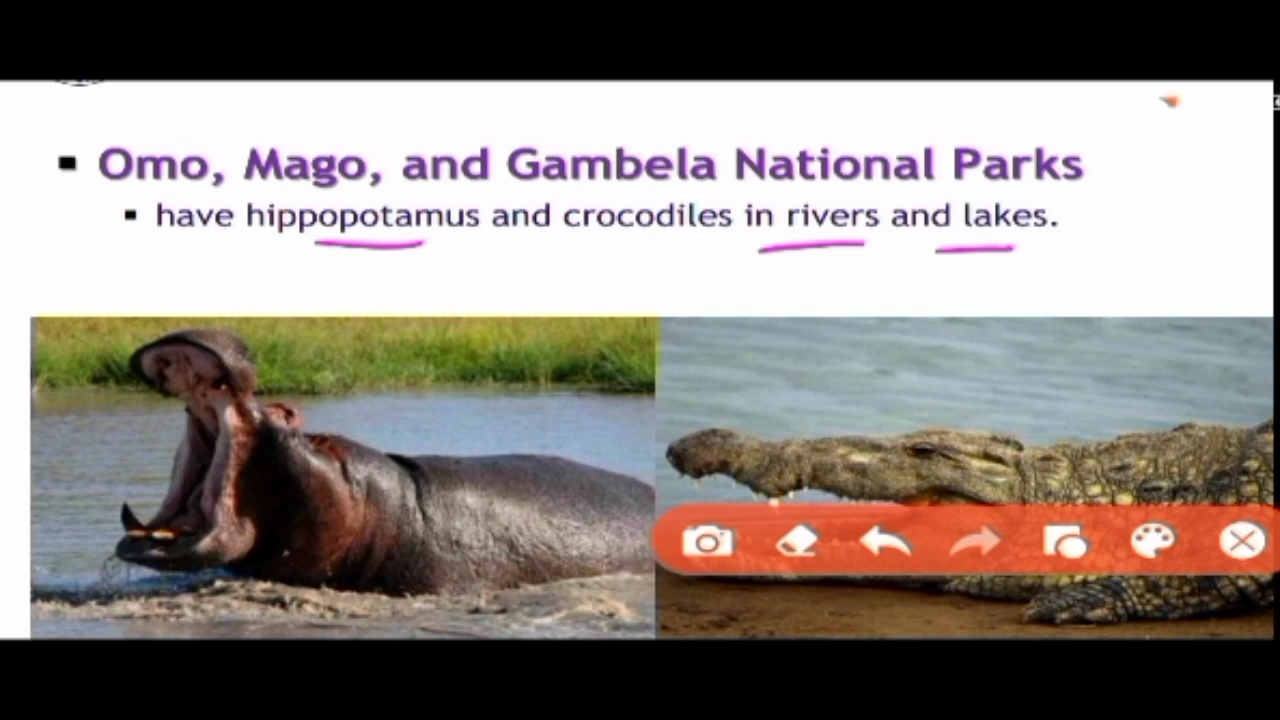 ▪ Omo, Mago, and Gambela National Parks
▪ have hippopotamus and crocodiles in rivers and lakes.